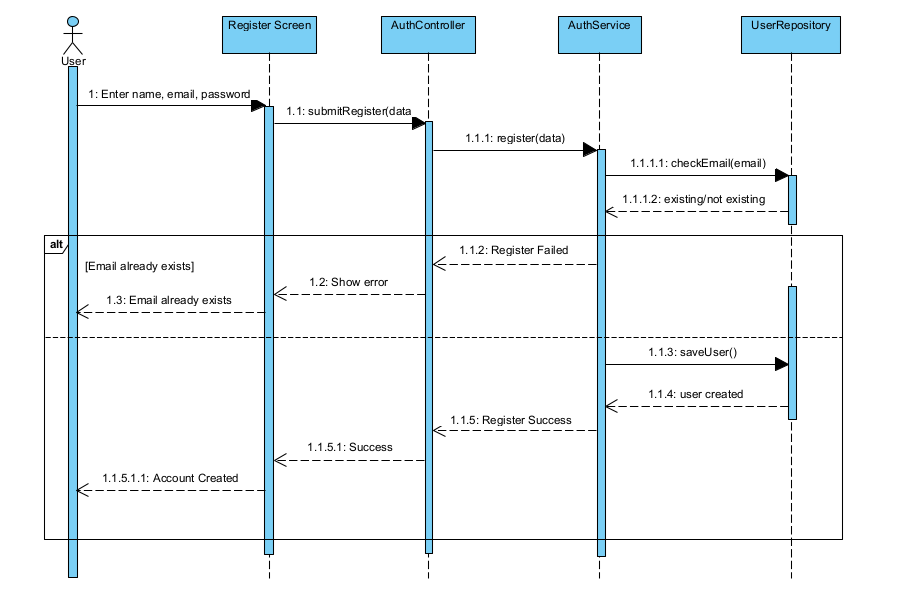 User
Register Screen
AuthController
AuthService
UserRepository
1: Enter name, email, password
1.1: submitRegister(data
1.1.1: register(data)
1.1.1.1: checkEmail(email)
1.1.1.2: existing/not existing
alt
[Email already exists]
1.1.2: Register Failed
1.2: Show error
1.3: Email already exists
1.1.3: saveUser()
1.1.4: user created
1.1.5: Register Success
1.1.5.1: Success
1.1.5.1.1: Account Created